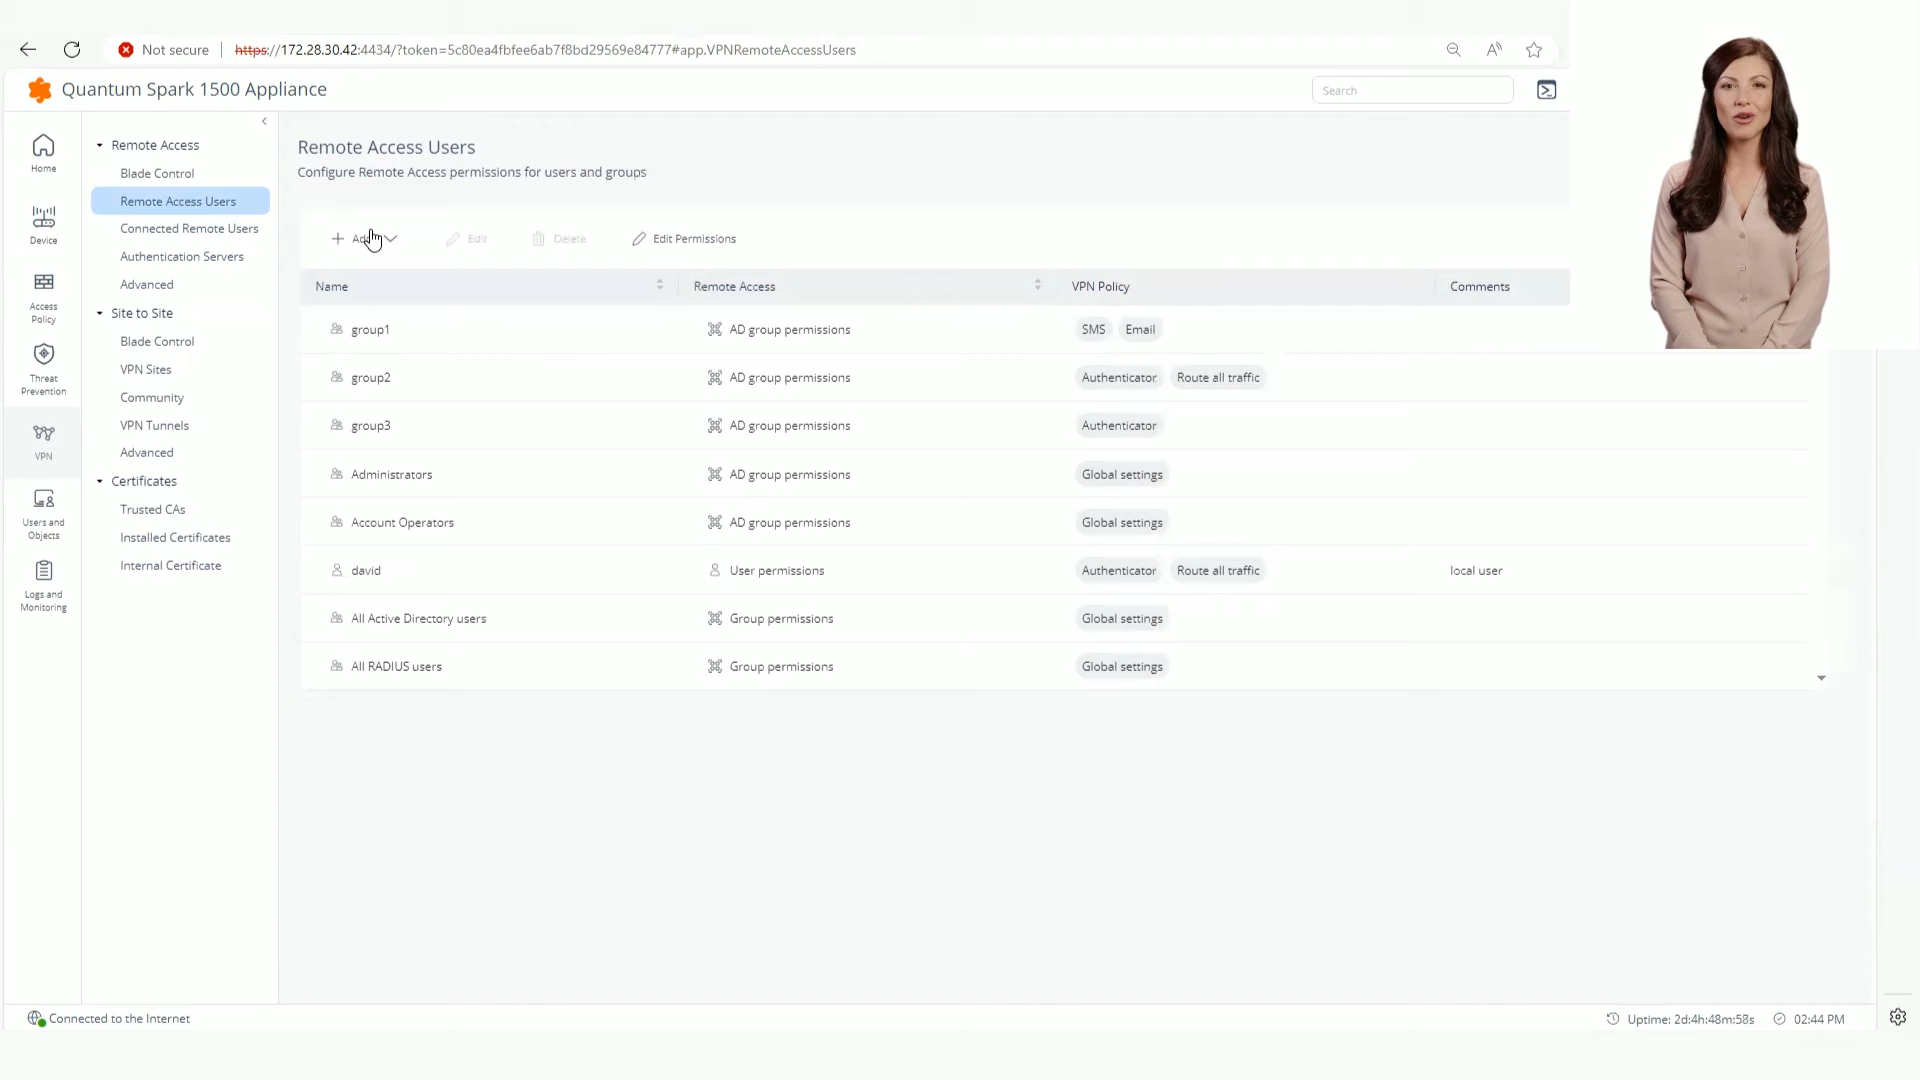 Not secure
https://172.28.30.42:4434/?token=5c80ea4fbfee6ab7f8bd29569e84777#app.VPNRemoteAccessUsers
Quantum Spark 1500 Appliance
Search
Home
Device
Access
Policy
Threat
Prevention
VPN
Users and
Objects
Logs and
Monitoring
Remote Access
Blade Control
Remote Access Users
Connected Remote Users
Authentication Servers
Advanced
Site to Site
Blade Control
VPN Sites
Community
VPN Tunnels
Advanced
Certificates
Trusted CAs
Installed Certificates
Internal Certificate
Remote Access Users
Configure Remote Access permissions for users and groups
Edit Delete Edit Permissions
Name Remote Access VPN Policy Comments
group1 AD group permissions SMS Email
group2 AD group permissions Authenticator Route all traffic
group3 AD group permissions Authenticator
Administrators AD group permissions Global settings
Account Operators AD group permissions Global settings
david User permissions Authenticator Route all traffic local user
All Active Directory users Group permissions Global settings
All RADIUS users Group permissions Global settings
Connected to the Internet
Uptime: 2d:4h:48m:58s 02:44 PM